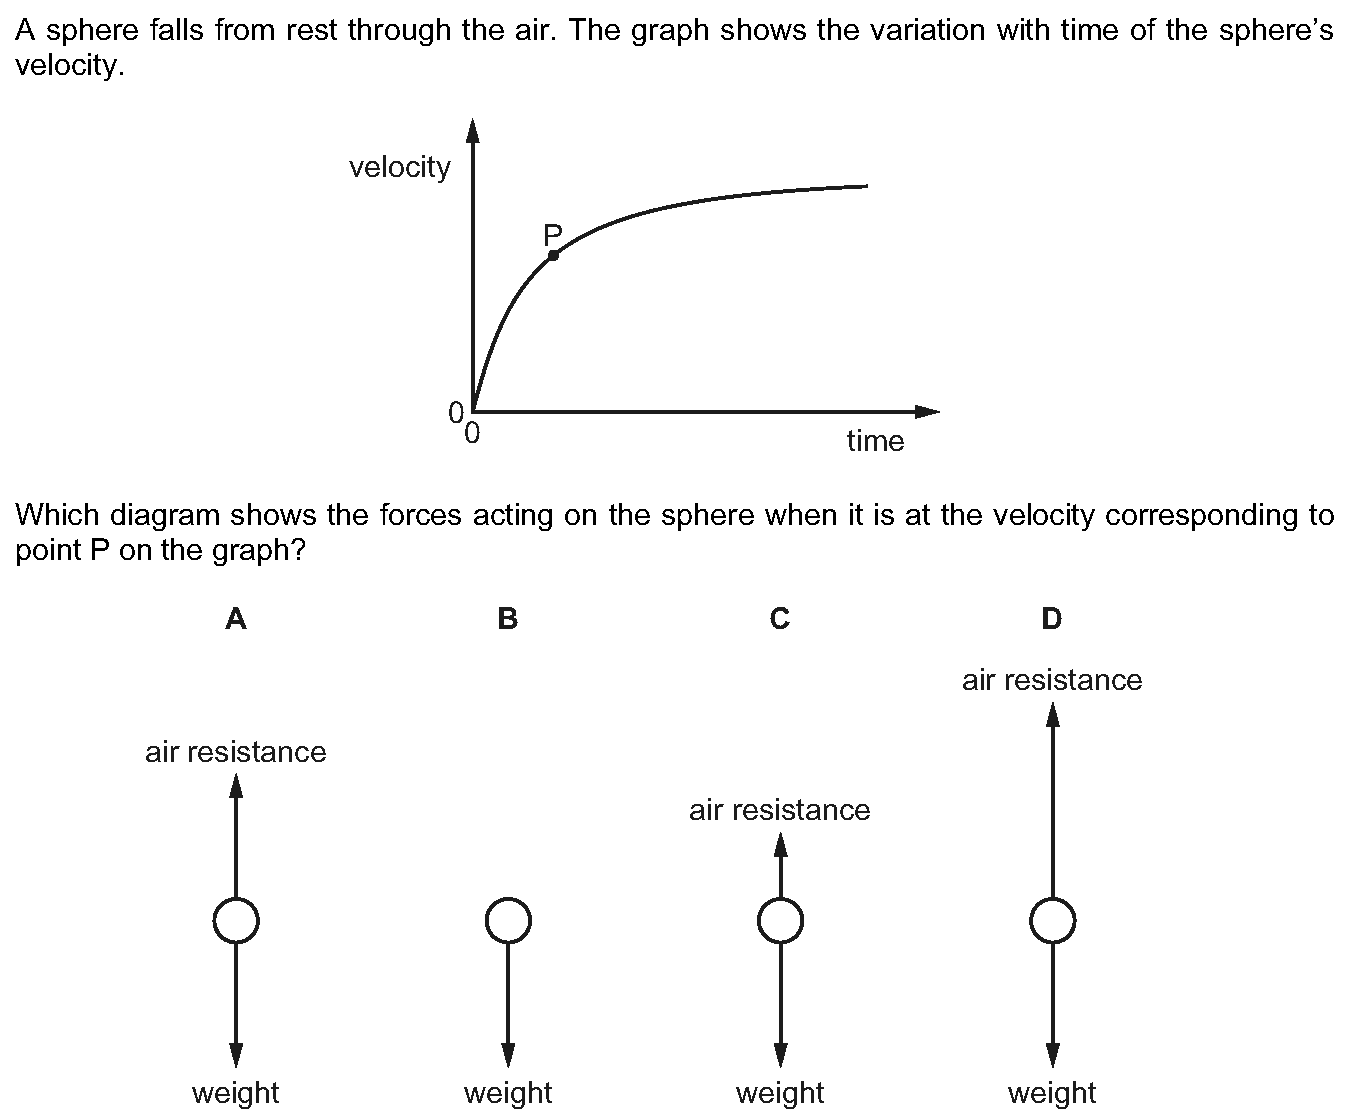 A sphere falls from rest through the air. The graph shows the variation with time of the sphere’s
velocity.
velocity
P
0
0
time
Which diagram shows the forces acting on the sphere when it is at the velocity corresponding to
point P on the graph?
A B C D
air resistance
air resistance
air resistance
weight weight weight weight